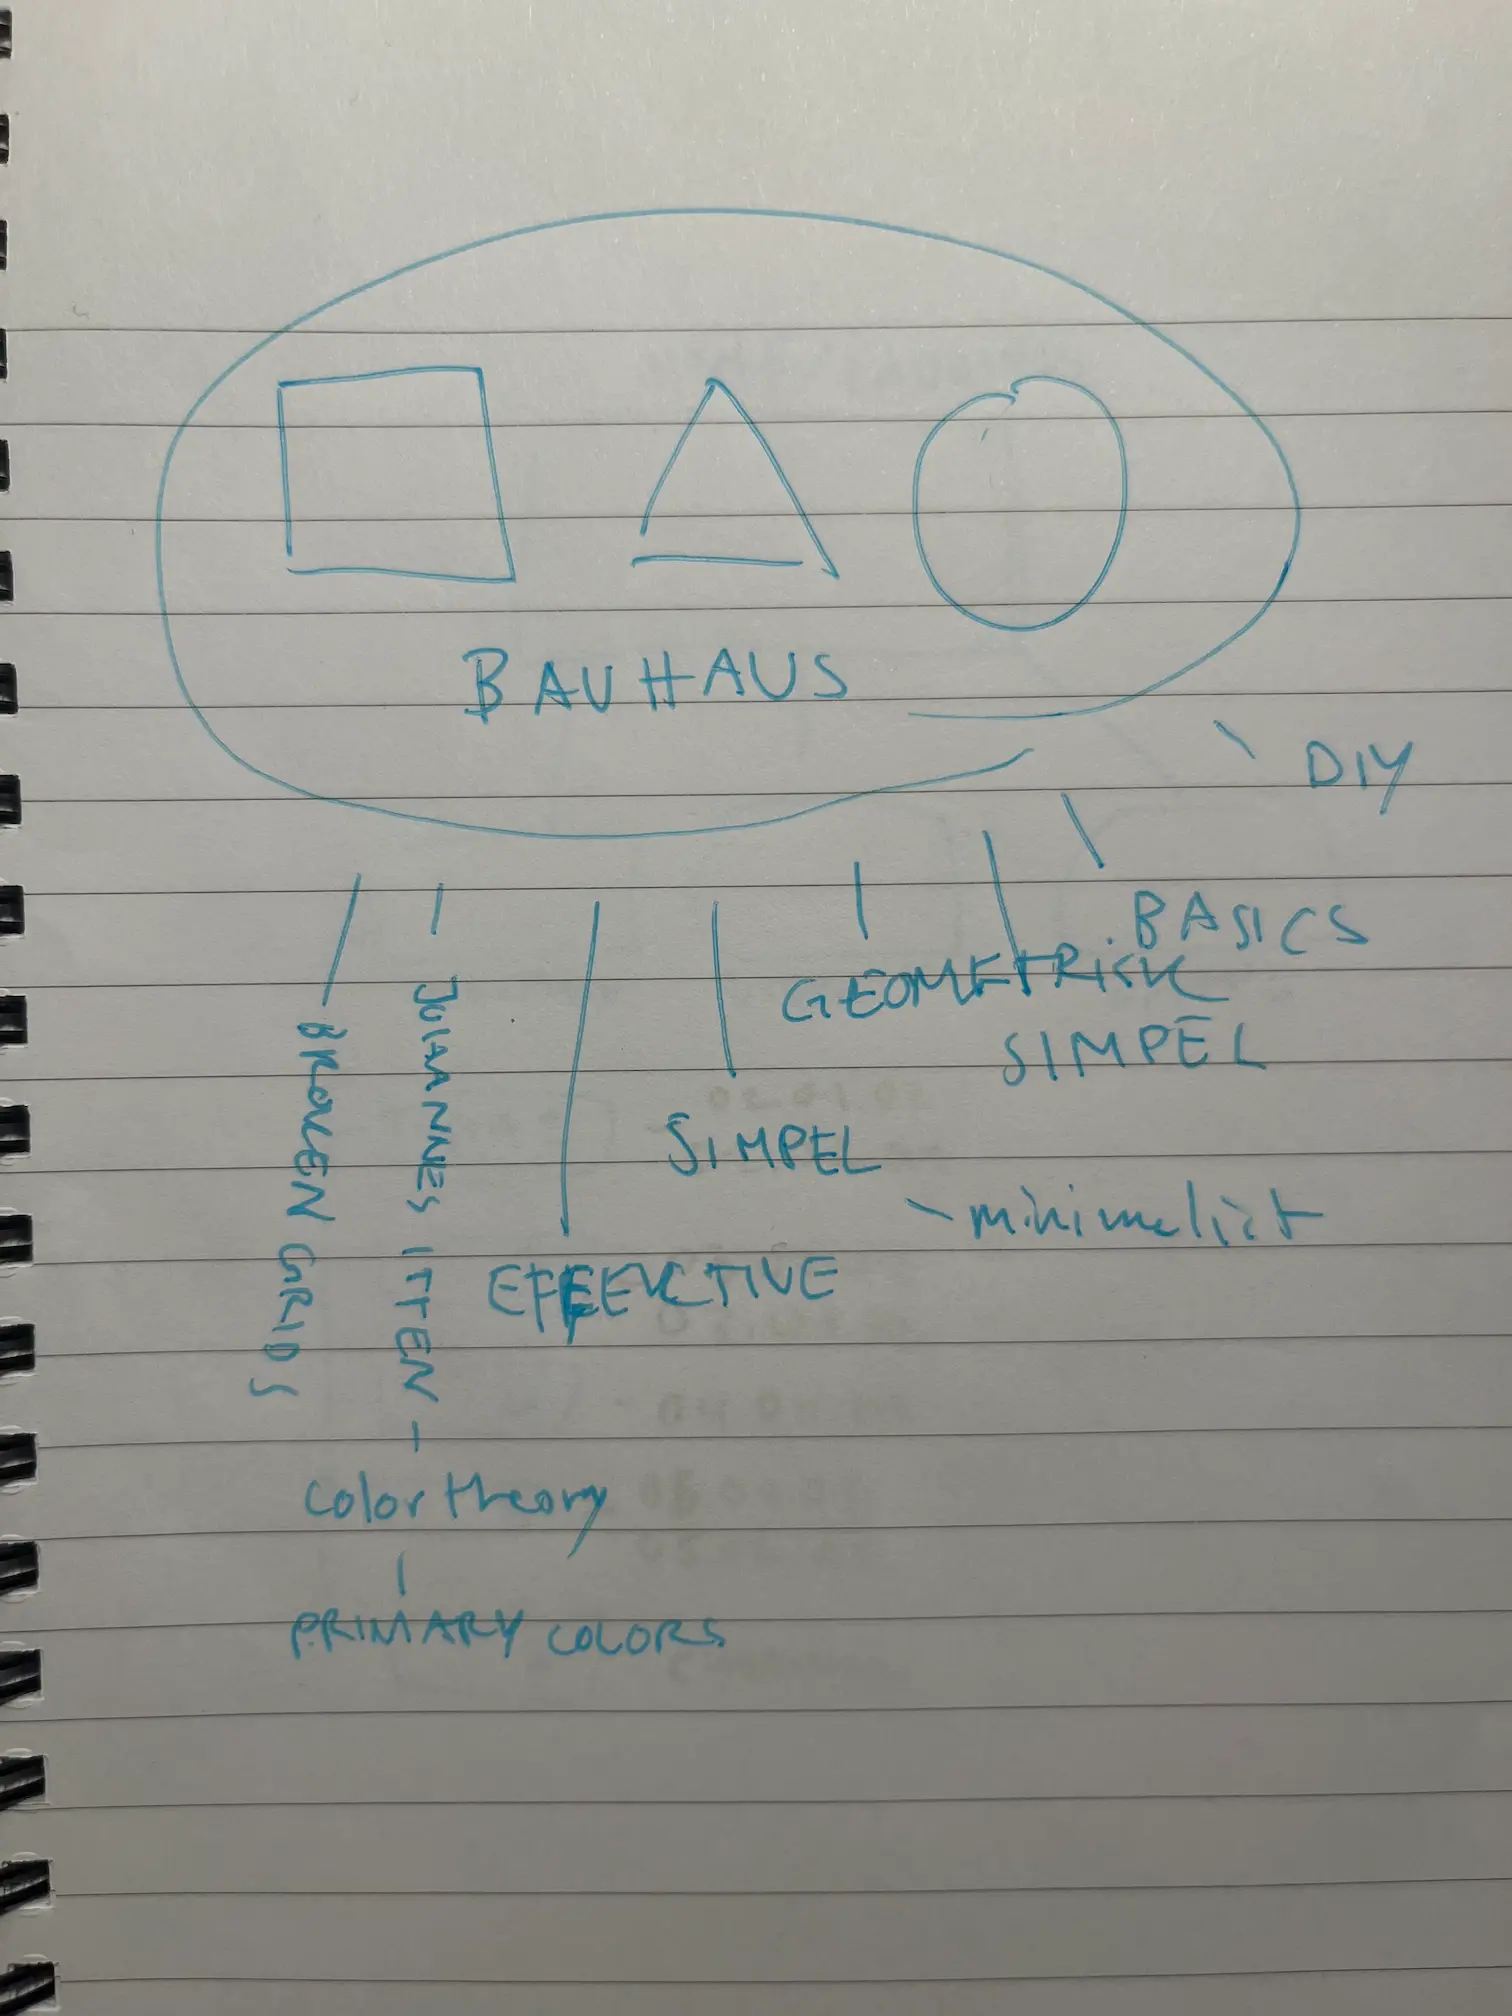 BAUHAUS
DIY
BASICS
GEOMETRISK
SIMPEL
SIMPEL
- minimalist
EFFECTIVE
JOHANNES ITTEN -
BROKEN GRIDS
color theory
PRIMARY COLORS